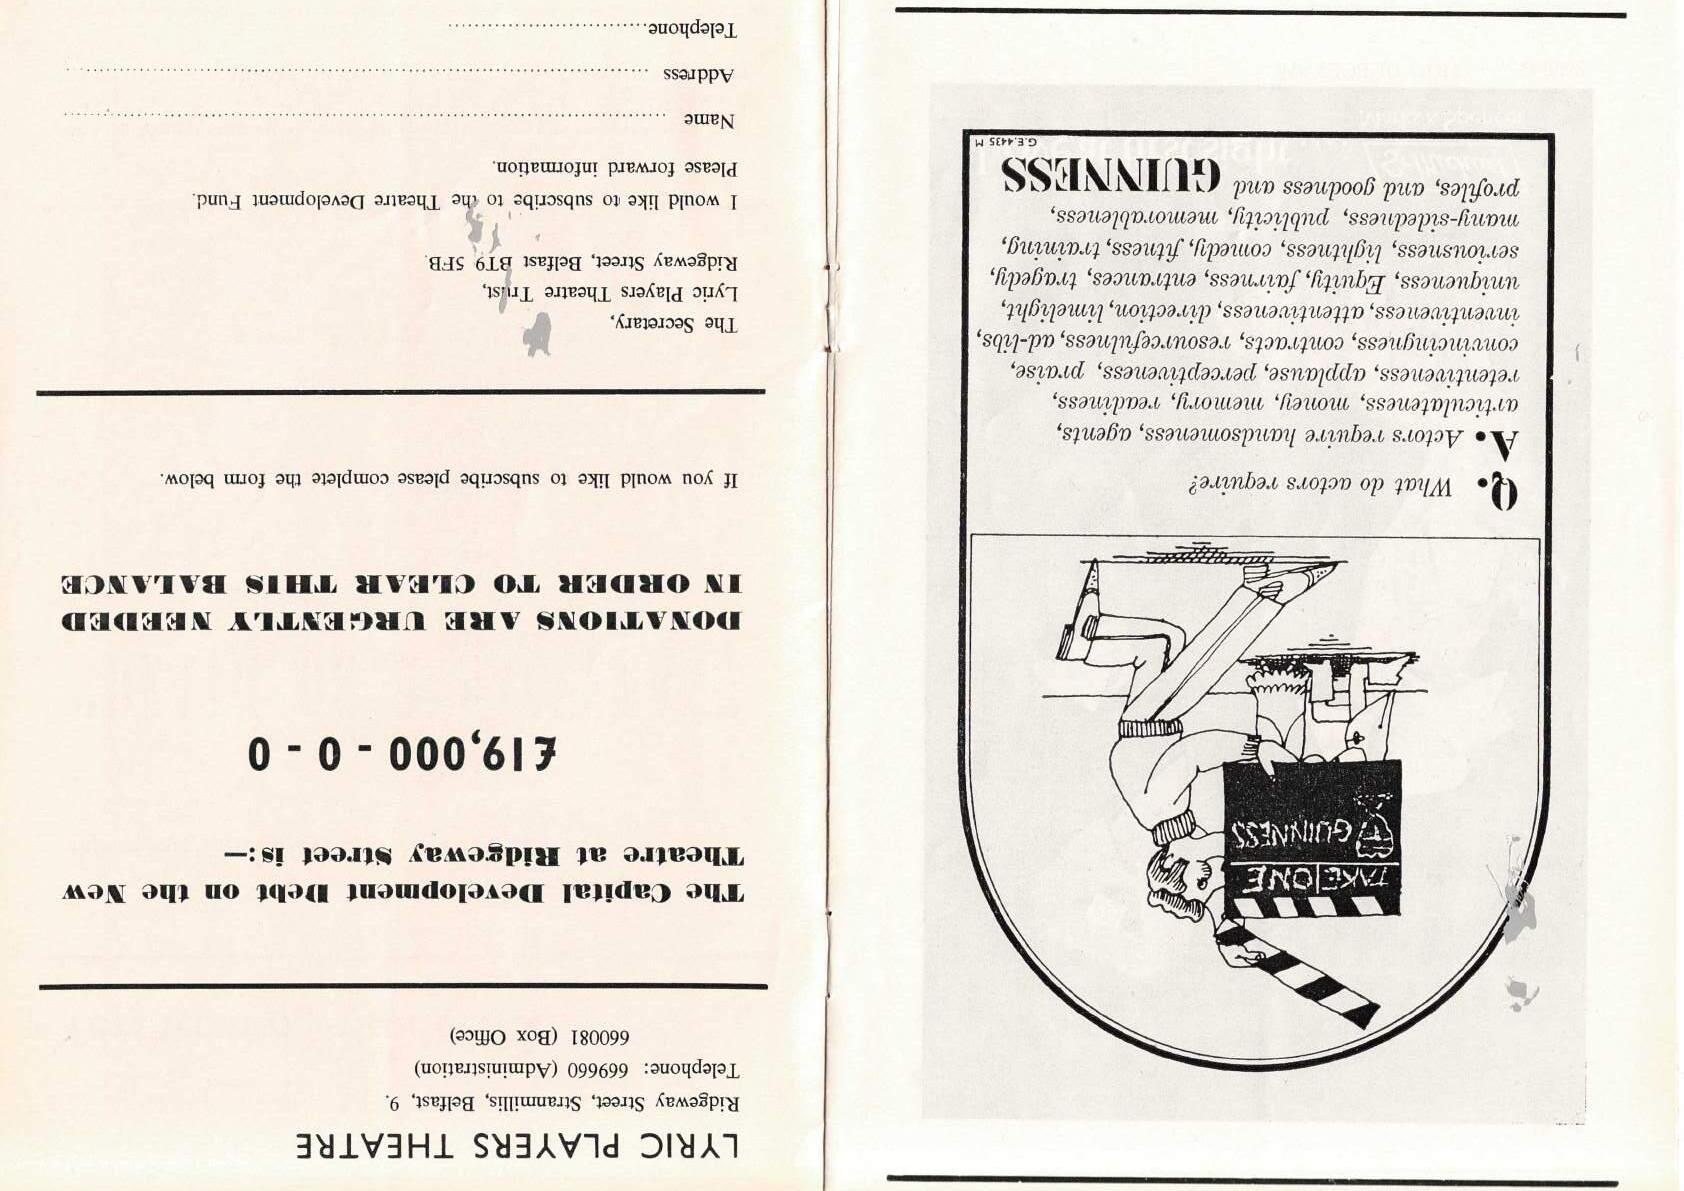 TAKE ONE
GUINNESS
Q. What do actors require?
A. Actors require handsomeness, agents,
articulateness, money, memory, readiness,
retentiveness, applause, perceptiveness, praise,
convincingness, contracts, resourcefulness, ad-libs,
inventiveness, attentiveness, direction, limelight,
uniqueness, Equity, fairness, entrances, tragedy,
seriousness, lightness, comedy, fitness, training,
many-sidedness, publicity, memorableness,
profiles, and goodness and GUINNESS
G.E.4435 M
LYRIC PLAYERS THEATRE
Ridgeway Street, Stranmillis, Belfast, 9.
Telephone: 669660 (Administration)
660081 (Box Office)
The Capital Development Debt on the New
Theatre at Ridgeway Street is:—
£19,000 - 0 - 0
DONATIONS ARE URGENTLY NEEDED
IN ORDER TO CLEAR THIS BALANCE
If you would like to subscribe please complete the form below.
The Secretary,
Lyric Players Theatre Trust,
Ridgeway Street, Belfast BT9 5FB.
I would like to subscribe to the Theatre Development Fund.
Please forward information.
Name
Address
Telephone